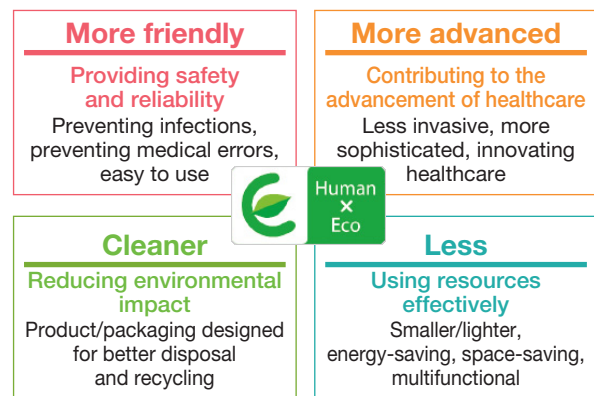 More friendly
Providing safety
and reliability
Preventing infections,
preventing medical errors,
easy to use
More advanced
Contributing to the
advancement of healthcare
Less invasive, more
sophisticated, innovating
healthcare
Human
×
Eco
Cleaner
Reducing environmental
impact
Product/packaging designed
for better disposal
and recycling
Less
Using resources
effectively
Smaller/lighter,
energy-saving, space-saving,
multifunctional